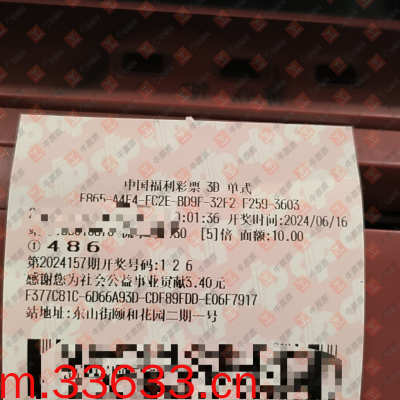 中国福利彩票 3D 单式
F865-A4F4-FC2E-BD9F-32F2 F259-3603
:01:36 开奖时间:2024/06/16
[5]倍 面额:10.00
① 4 8 6
第2024157期开奖号码:1 2 6
感谢您为社会公益事业贡献3.40元
F377C81C-6D66A93D-CDF89FDD-E06F7917
站地址:东山街颐和花园二期一号
m.33633.cn